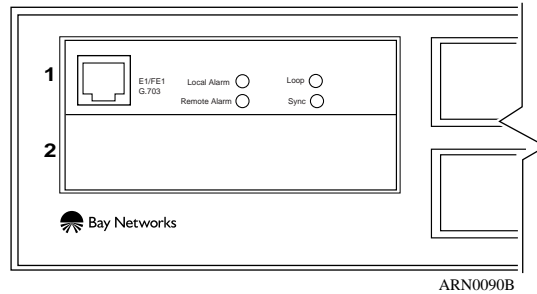 1
E1/FE1
G.703
Local Alarm
Remote Alarm
Loop
Sync
2
Bay Networks
ARN0090B